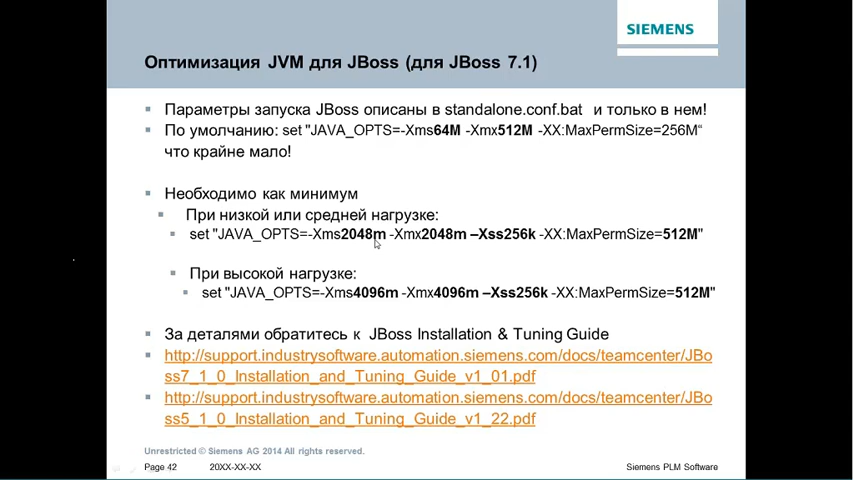 SIEMENS
Оптимизация JVM для JBoss (для JBoss 7.1)
Параметры запуска JBoss описаны в standalone.conf.bat и только в нем!
По умолчанию: set "JAVA_OPTS=-Xms64M -Xmx512M -XX:MaxPermSize=256M“
что крайне мало!
Необходимо как минимум
При низкой или средней нагрузке:
set "JAVA_OPTS=-Xms2048m -Xmx2048m –Xss256k -XX:MaxPermSize=512M"
При высокой нагрузке:
set "JAVA_OPTS=-Xms4096m -Xmx4096m –Xss256k -XX:MaxPermSize=512M"
За деталями обратитесь к JBoss Installation & Tuning Guide
http://support.industrysoftware.automation.siemens.com/docs/teamcenter/JBo
ss7_1_0_Installation_and_Tuning_Guide_v1_01.pdf
http://support.industrysoftware.automation.siemens.com/docs/teamcenter/JBo
ss5_1_0_Installation_and_Tuning_Guide_v1_22.pdf
Unrestricted © Siemens AG 2014 All rights reserved.
Page 42 20XX-XX-XX Siemens PLM Software